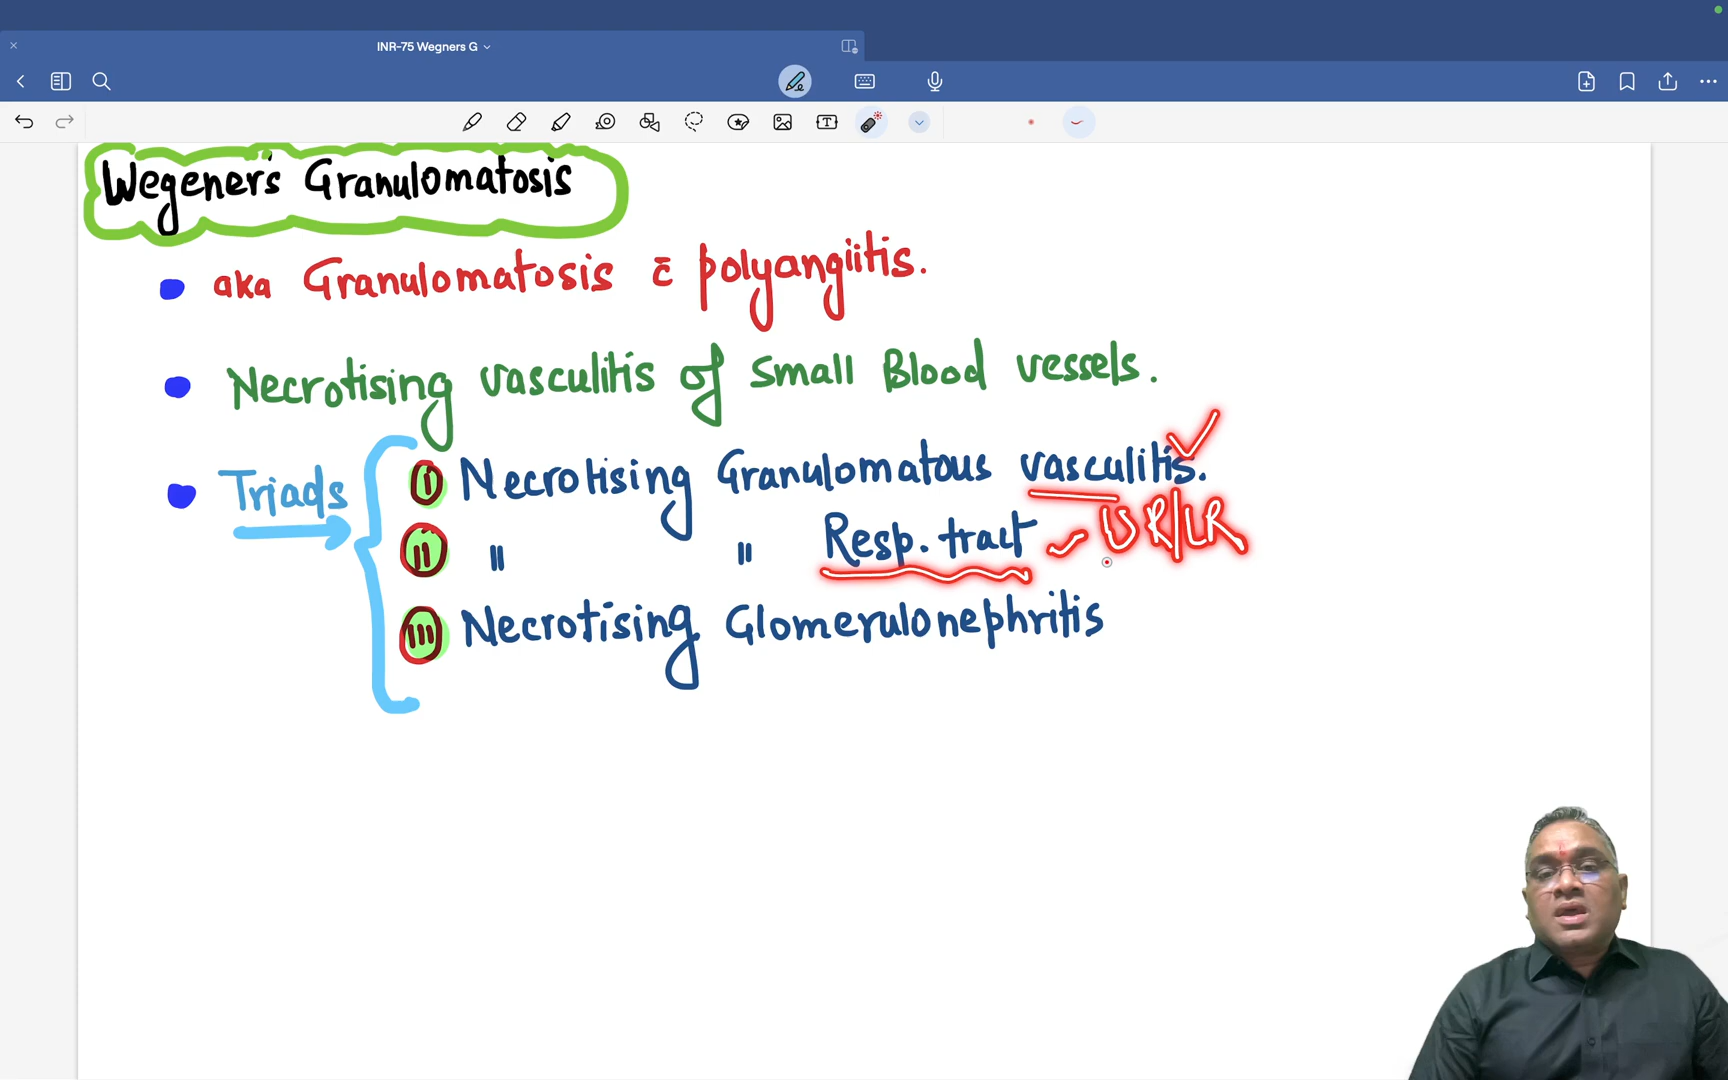 INR-75 Wegners G
Wegener's Granulomatosis
aka Granulomatosis c̄ polyangiitis.
Necrotising vasculitis of Small Blood vessels.
Triads
I Necrotising Granulomatous vasculitis.
II " " Resp. tract UR/LR
III Necrotising Glomerulonephritis